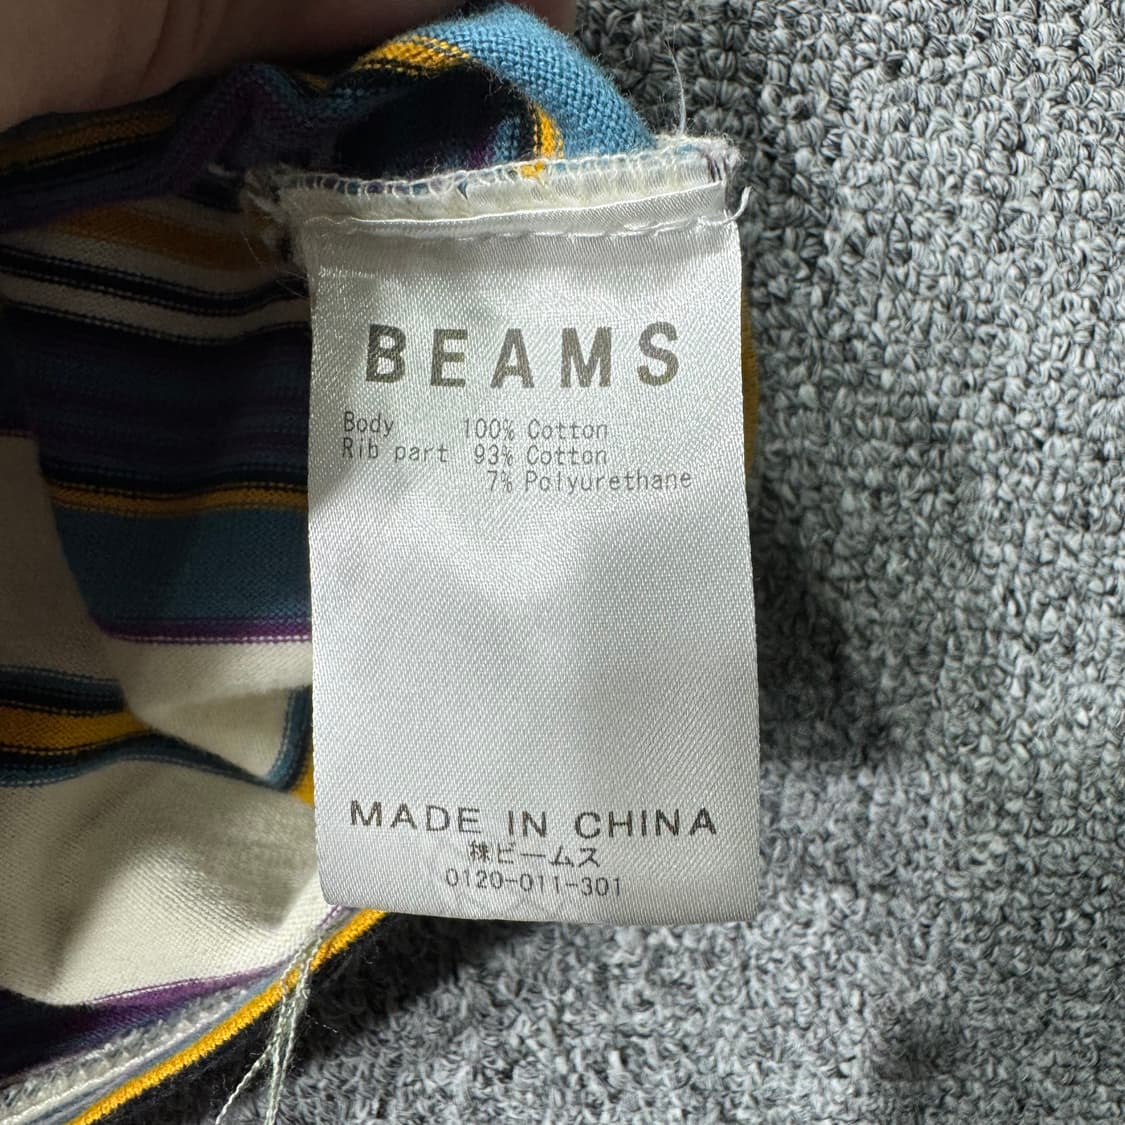 BEAMS
Body 100% Cotton
Rib part 93% Cotton
7% Polyurethane
MADE IN CHINA
㈱ビームス
0120-011-301